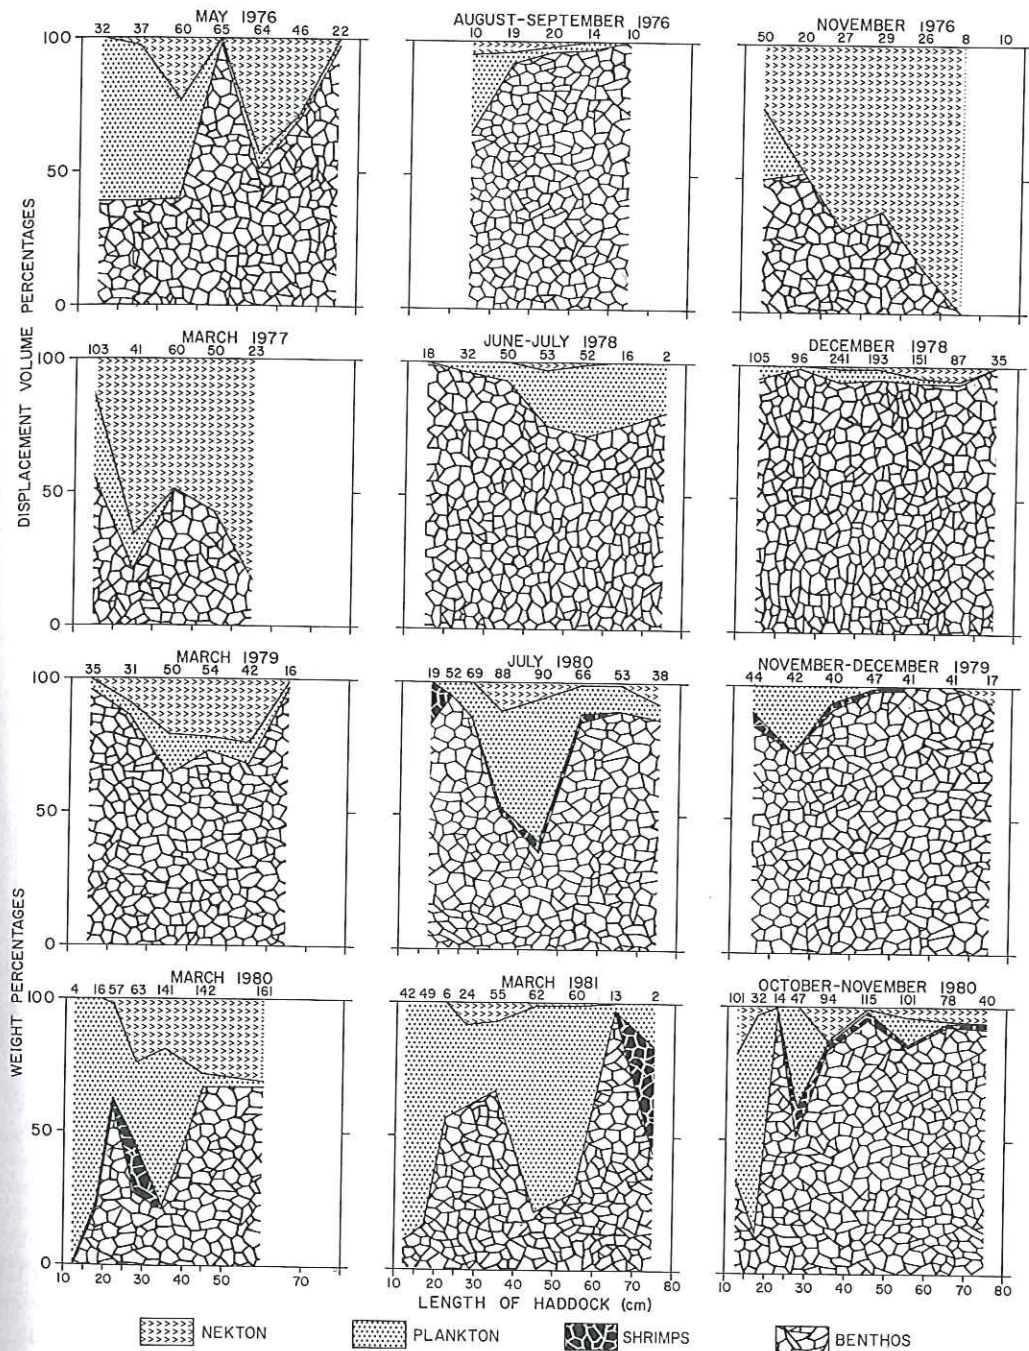 MAY 1976
32 37 60 65 64 46 22
AUGUST-SEPTEMBER 1976
10 19 20 14 10
NOVEMBER 1976
50 20 27 29 26 8 10
100
50
0
DISPLACEMENT VOLUME PERCENTAGES
MARCH 1977
103 41 60 50 23
JUNE-JULY 1978
18 32 50 53 52 16 2
DECEMBER 1978
105 96 241 193 151 87 35
100
50
0
MARCH 1979
35 31 50 54 42 16
JULY 1980
19 52 69 88 90 66 53 38
NOVEMBER-DECEMBER 1979
44 42 40 47 41 41 17
100
50
0
WEIGHT PERCENTAGES
MARCH 1980
4 16 57 63 141 142 161
MARCH 1981
42 49 6 24 55 62 60 13 2
OCTOBER-NOVEMBER 1980
101 32 14 47 94 115 101 78 40
100
50
0
10 20 30 40 50 70 80
10 20 30 40 50 60 70 80
10 20 30 40 50 60 70 80
LENGTH OF HADDOCK (cm)
NEKTON PLANKTON SHRIMPS BENTHOS